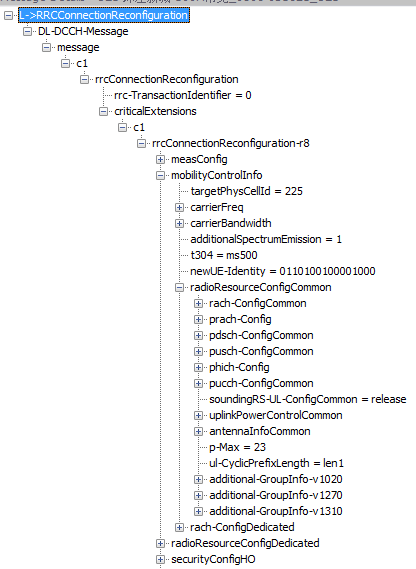 L->RRCConnectionReconfiguration
DL-DCCH-Message
message
c1
rrcConnectionReconfiguration
rrc-TransactionIdentifier = 0
criticalExtensions
c1
rrcConnectionReconfiguration-r8
measConfig
mobilityControlInfo
targetPhysCellId = 225
carrierFreq
carrierBandwidth
additionalSpectrumEmission = 1
t304 = ms500
newUE-Identity = 0110100100001000
radioResourceConfigCommon
rach-ConfigCommon
prach-Config
pdsch-ConfigCommon
pusch-ConfigCommon
phich-Config
pucch-ConfigCommon
soundingRS-UL-ConfigCommon = release
uplinkPowerControlCommon
antennaInfoCommon
p-Max = 23
ul-CyclicPrefixLength = len1
additional-GroupInfo-v1020
additional-GroupInfo-v1270
additional-GroupInfo-v1310
rach-ConfigDedicated
radioResourceConfigDedicated
securityConfigHO